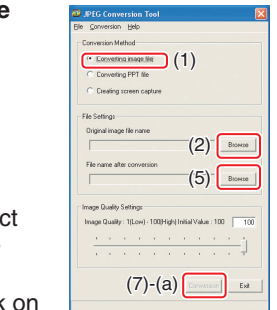 e
JPEG Conversion Tool
File Conversion Help
Conversion Method
Converting image file (1)
Converting PPT file
Creating screen capture
File Settings
Original image file name
(2) Browse
File name after conversion
(5) Browse
ct
Image Quality Settings
Image Quality : 1(Low) - 100(High) Initial Value : 100 100
(7)-(a) Conversion Exit
k on